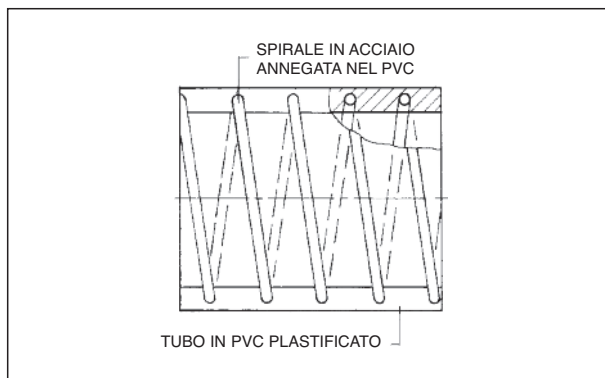 SPIRALE IN ACCIAIO
ANNEGATA NEL PVC
TUBO IN PVC PLASTIFICATO